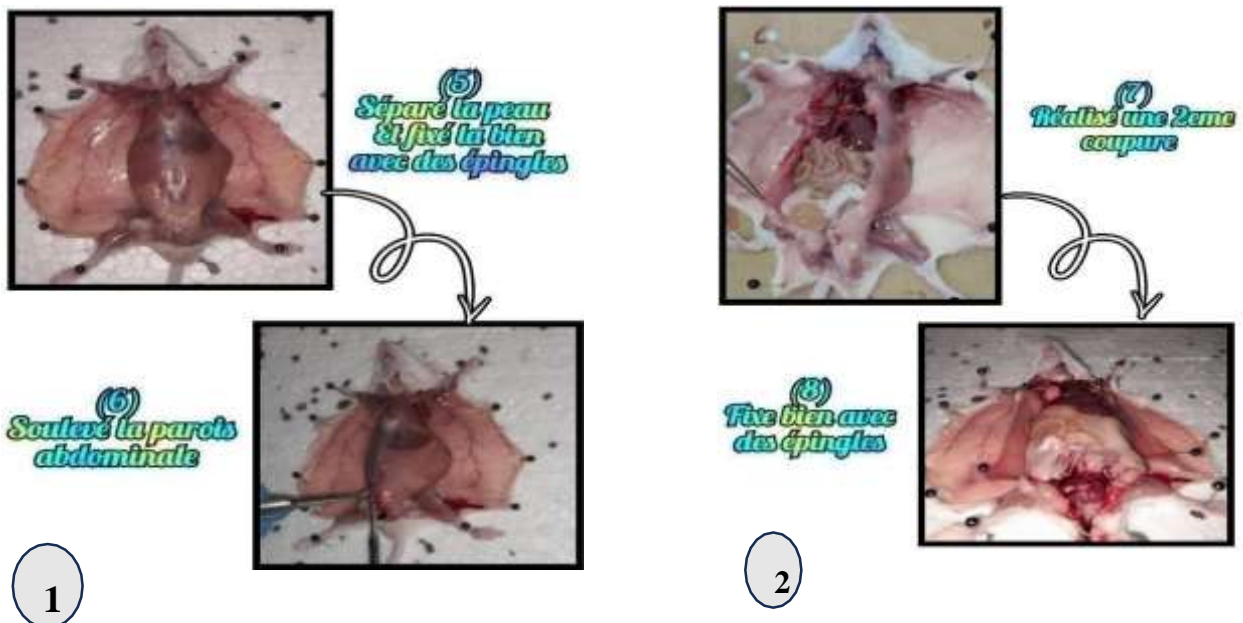 (5)
Séparé la peau
Et fixé la bien
avec des épingles
(6)
Soulevé la parois
abdominale
1
(7)
Réalisé une 2eme
coupure
(8)
Fixe bien avec
des épingles
2